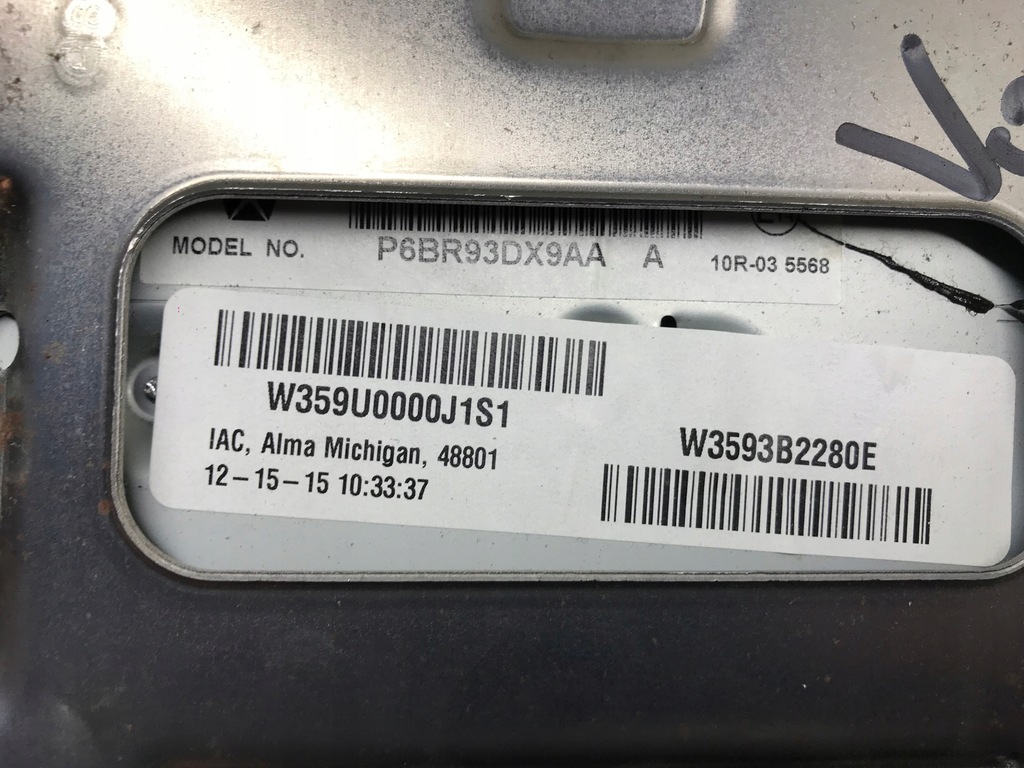 MODEL NO. P6BR93DX9AA A 10R-03 5568
W359U0000J1S1
IAC, Alma Michigan, 48801
12-15-15 10:33:37
W3593B2280E